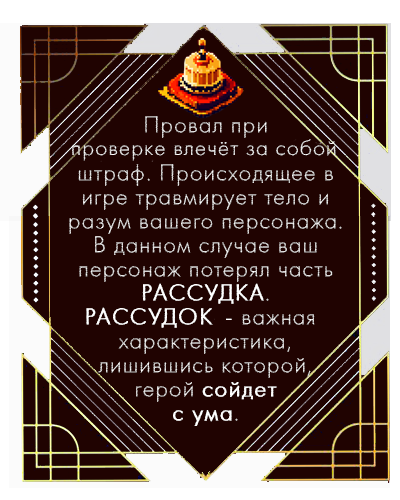 Провал при
проверке влечёт за собой
штраф. Происходящее в
игре травмирует тело и
разум вашего персонажа.
В данном случае ваш
персонаж потерял часть
РАССУДКА.
РАССУДОК - важная
характеристика,
лишившись которой,
герой сойдет
с ума.